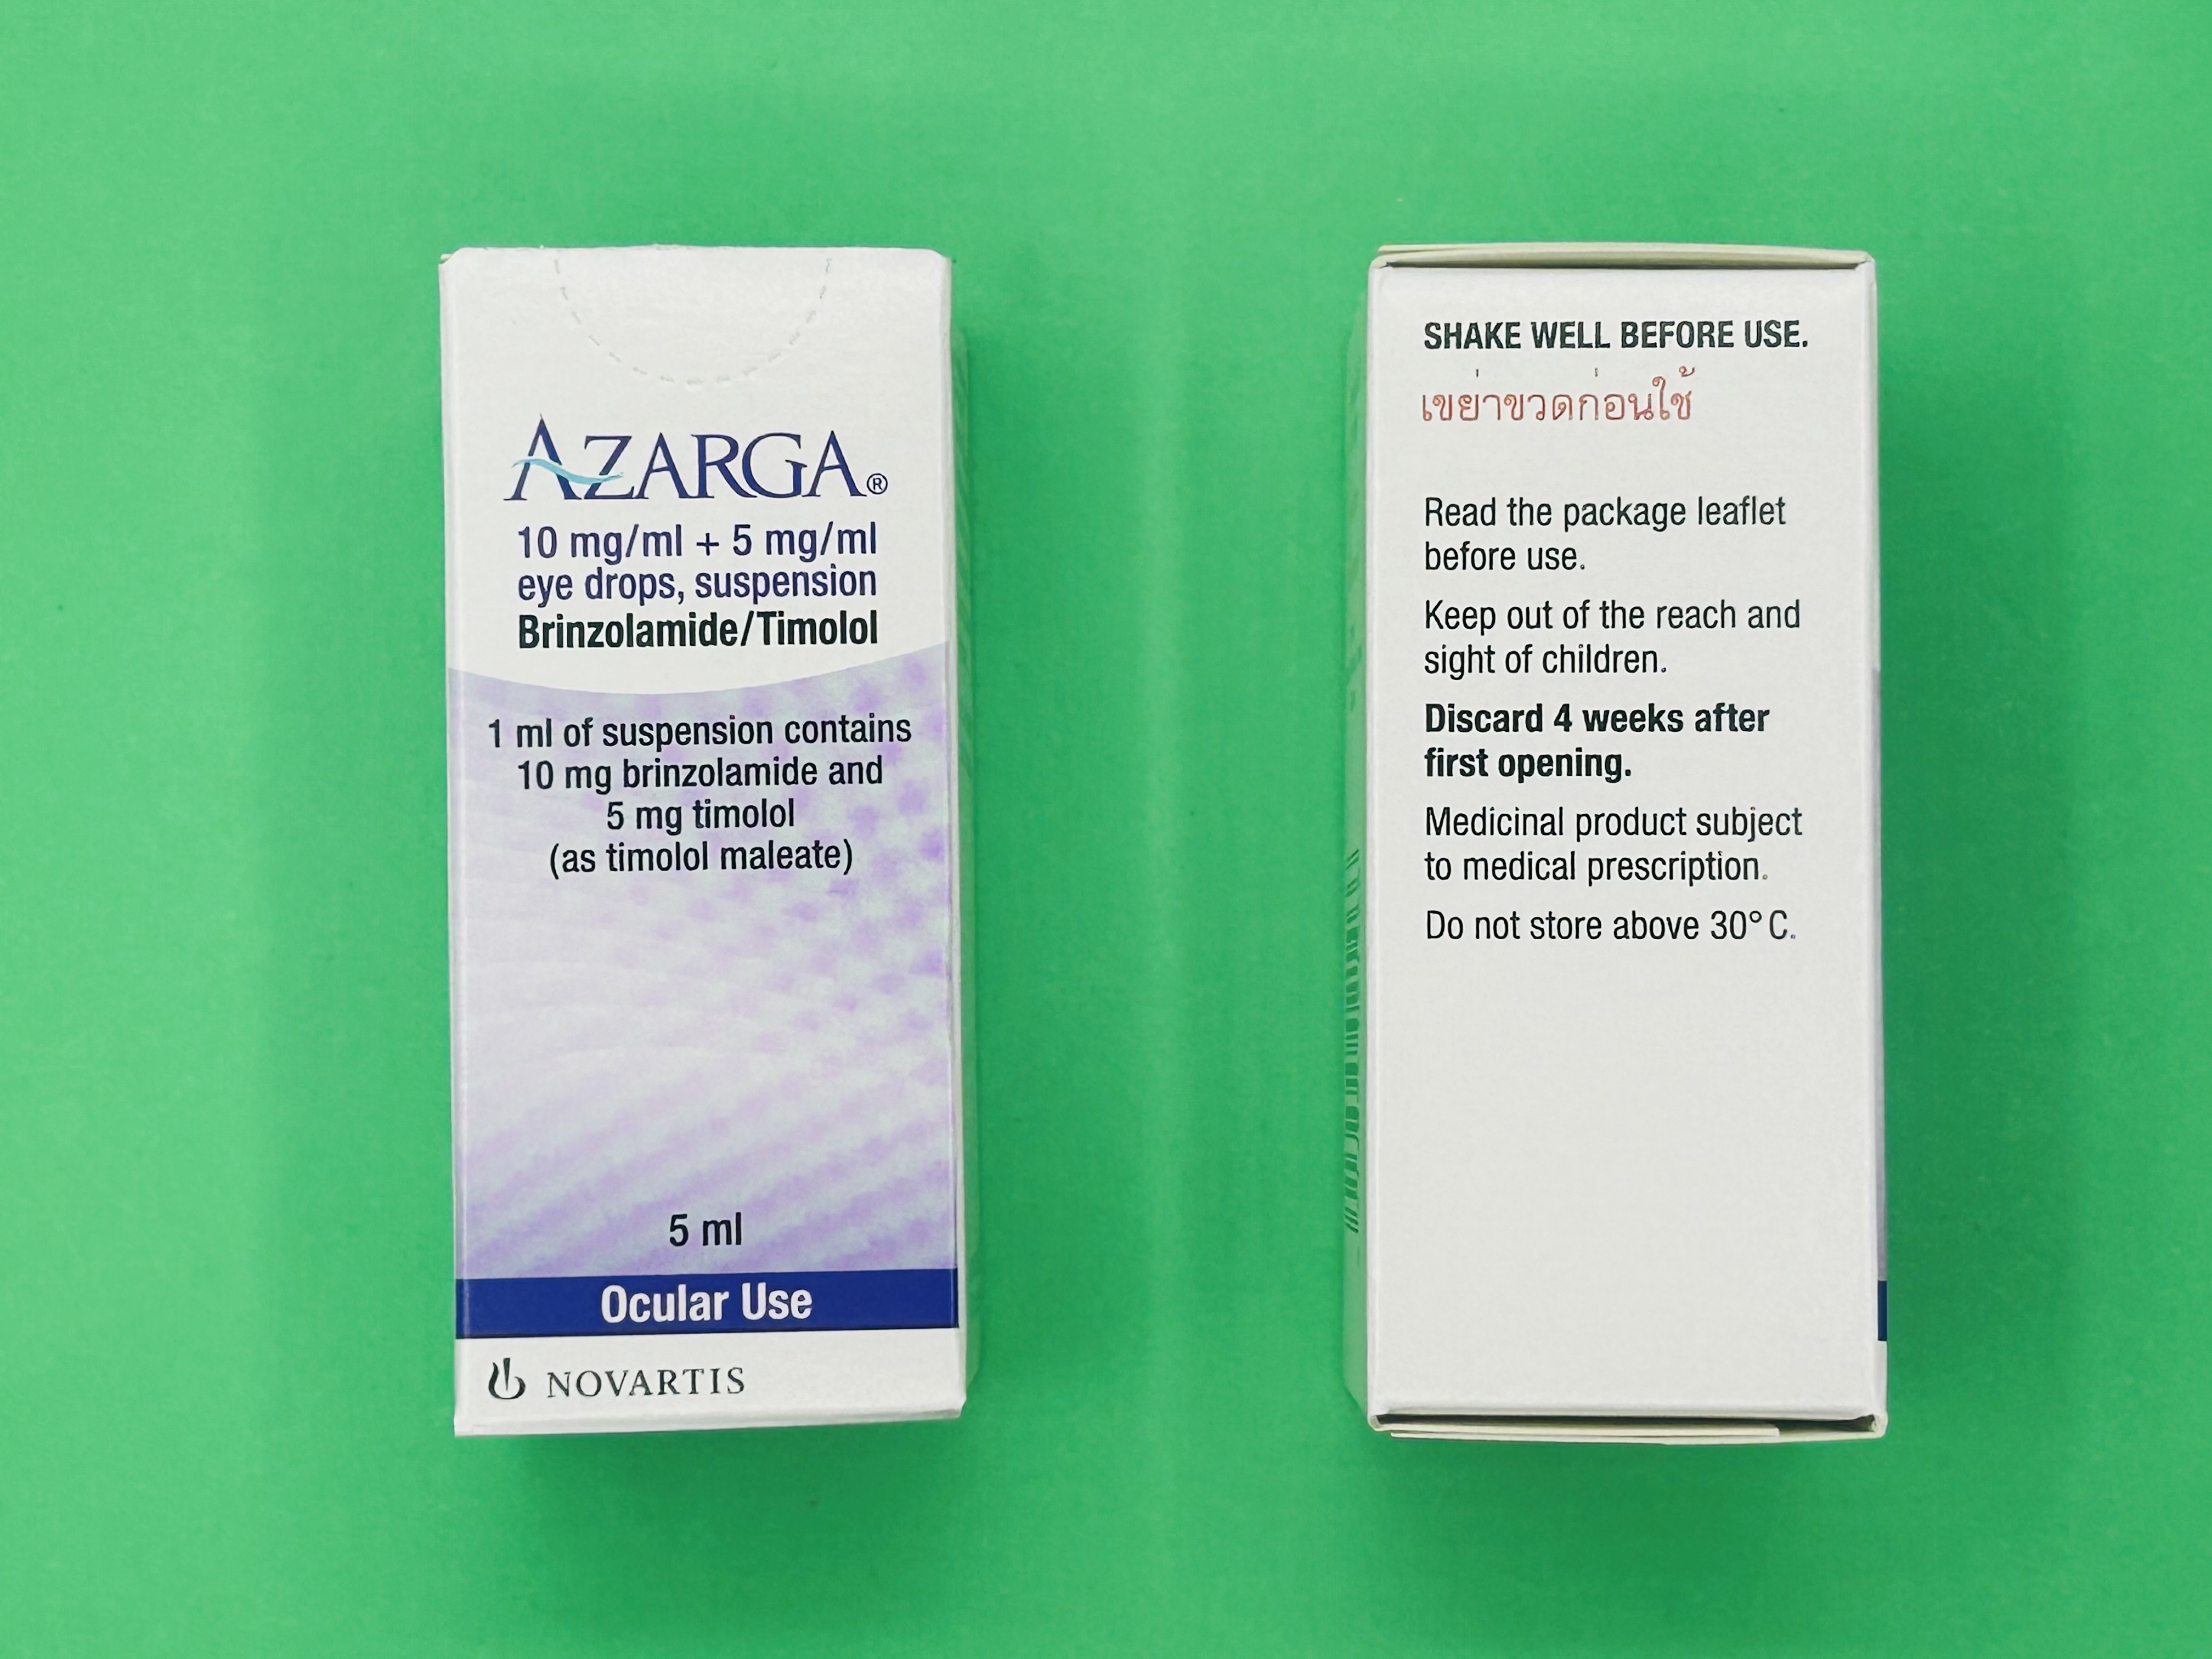 AZARGA®
10 mg/ml + 5 mg/ml
eye drops, suspension
Brinzolamide/Timolol
1 ml of suspension contains
10 mg brinzolamide and
5 mg timolol
(as timolol maleate)
5 ml
Ocular Use
NOVARTIS
SHAKE WELL BEFORE USE.
เขย่าขวดก่อนใช้
Read the package leaflet
before use.
Keep out of the reach and
sight of children.
Discard 4 weeks after
first opening.
Medicinal product subject
to medical prescription.
Do not store above 30° C.